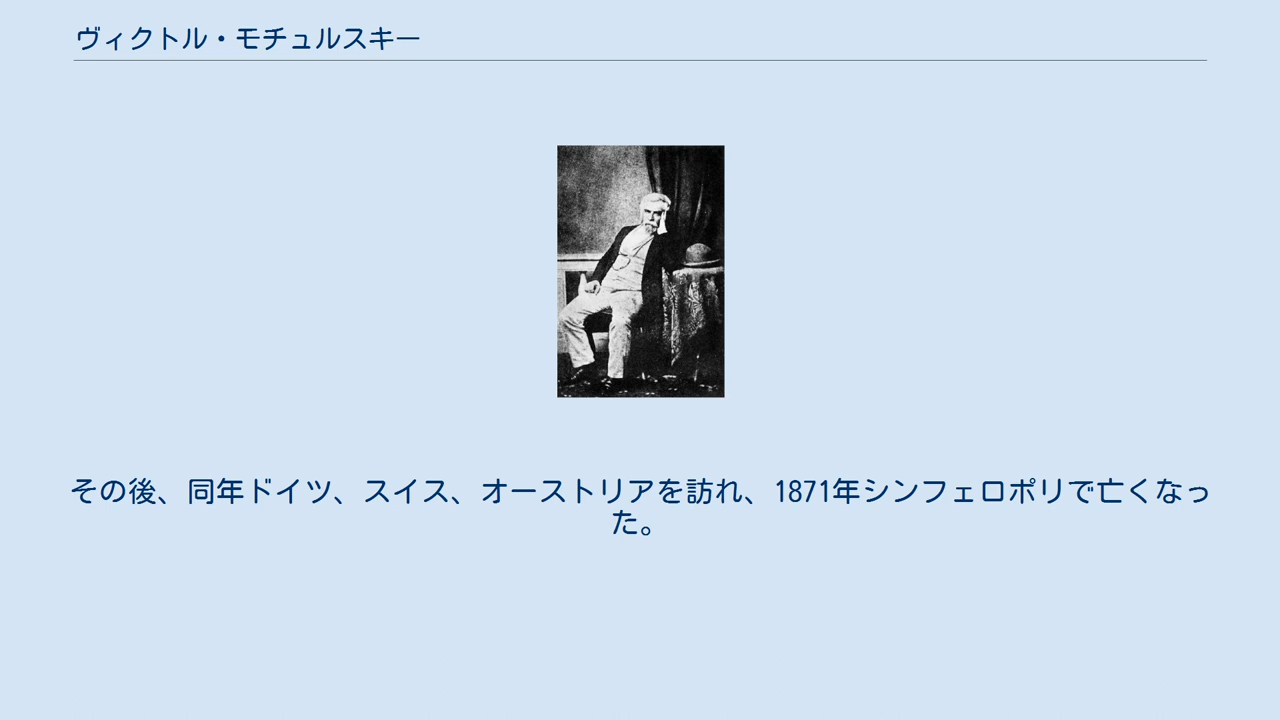 ヴィクトル・モチュルスキー
その後、同年ドイツ、スイス、オーストリアを訪れ、1871年シンフェロポリで亡くなっ
た。